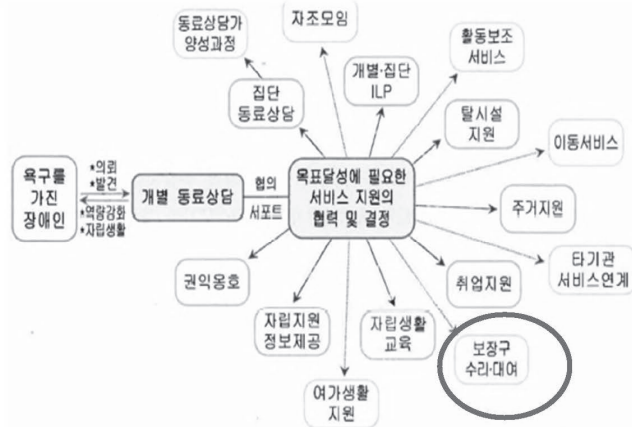 동료상담가
양성과정
자조모임
활동보조
서비스
개별·집단
ILP
집단
동료상담
탈시설
지원
이동서비스
욕구를
가진
장애인
*의뢰
*발견
*역량강화
*자립생활
개별 동료상담
협의
서포트
목표달성에 필요한
서비스 지원의
협력 및 결정
주거지원
타기관
서비스연계
권익옹호
취업지원
자립지원
정보제공
자립생활
교육
보장구
수리·대여
여가생활
지원